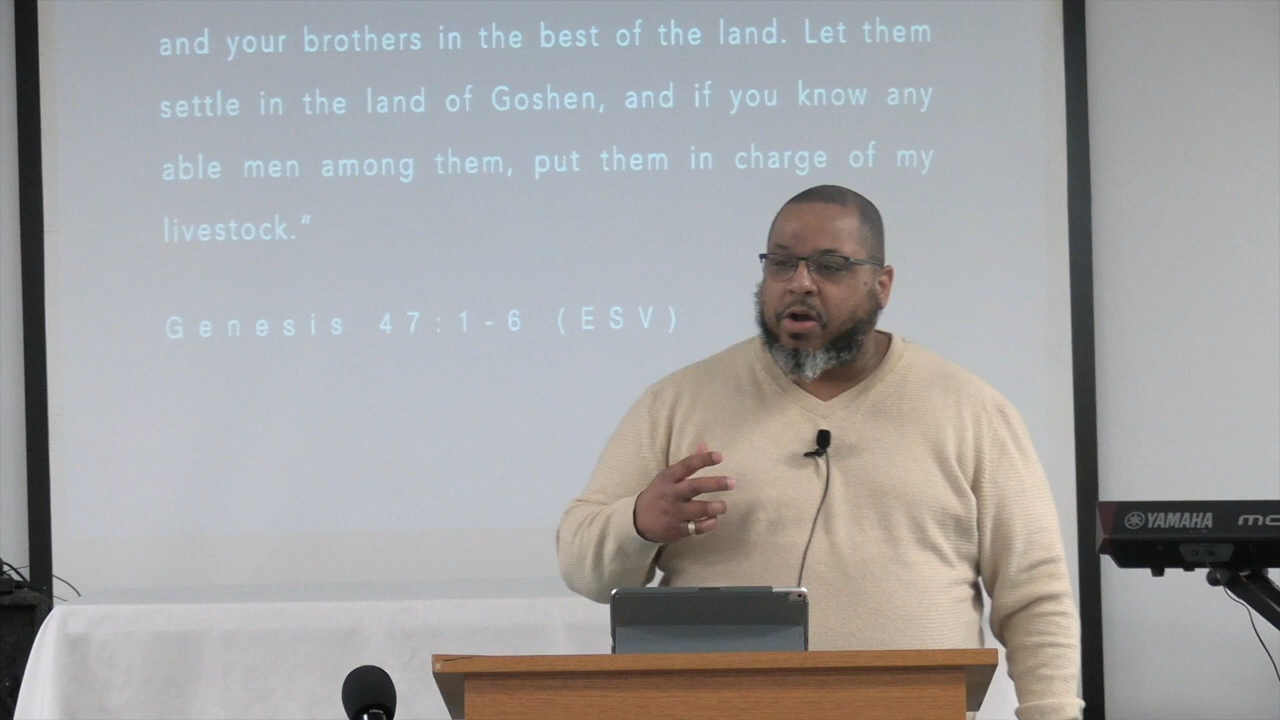 and your brothers in the best of the land. Let them
settle in the land of Goshen, and if you know any
able men among them, put them in charge of my
livestock."
Genesis 47:1-6 (ESV)
YAMAHA